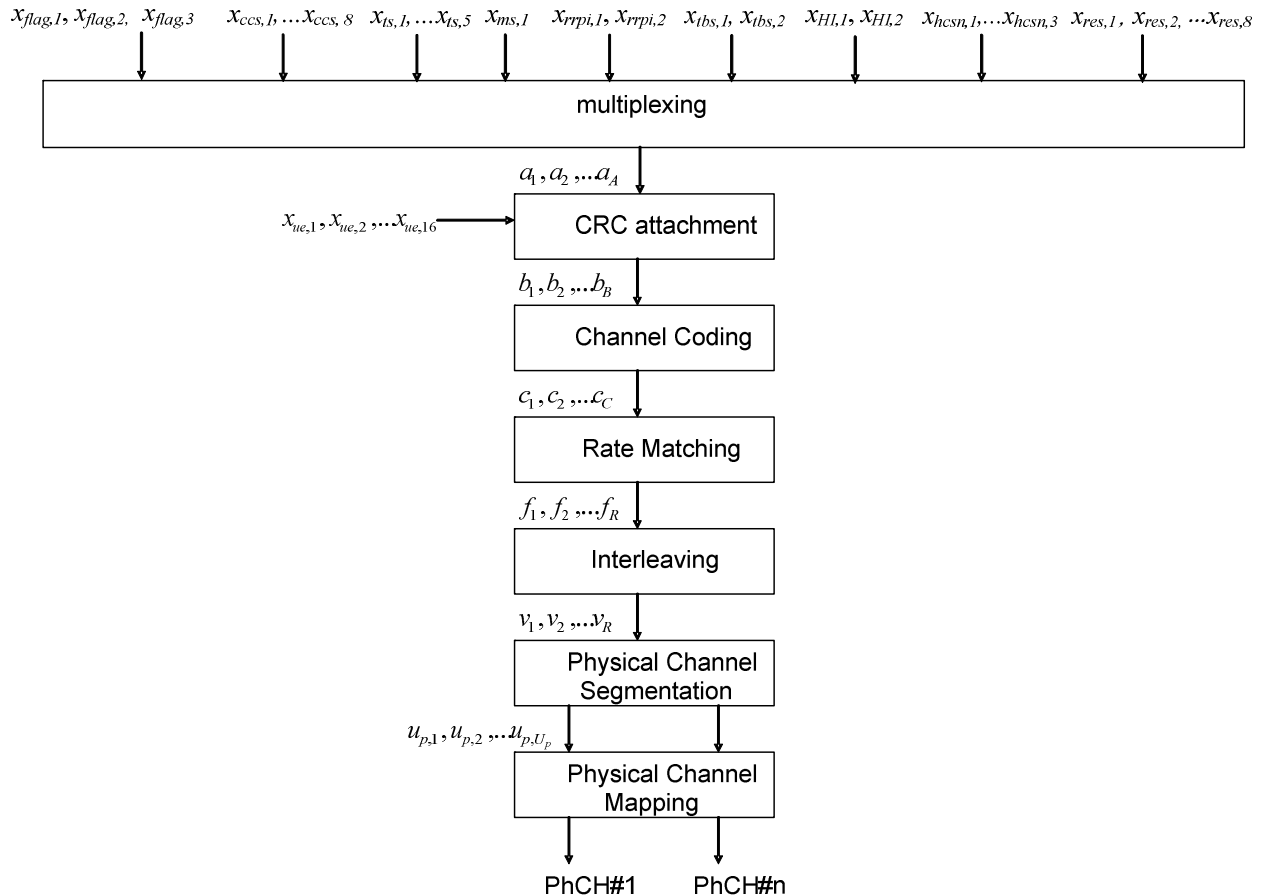 x_flag,1, x_flag,2, x_flag,3 x_ccs,1, ...x_ccs, 8 x_ts,1, ...x_ts,5 x_ms,1 x_rrpi,1, x_rrpi,2 x_tbs,1, x_tbs,2 x_HI,1, x_HI,2 x_hcsn,1...x_hcsn,3 x_res,1, x_res,2, ...x_res,8
multiplexing
a_1, a_2, ...a_A
x_ue,1, x_ue,2, ...x_ue,16
CRC attachment
b_1, b_2, ...b_B
Channel Coding
c_1, c_2, ...c_C
Rate Matching
f_1, f_2, ...f_R
Interleaving
v_1, v_2, ...v_R
Physical Channel
Segmentation
u_p,1, u_p,2, ...u_p,U_p
Physical Channel
Mapping
PhCH#1 PhCH#n